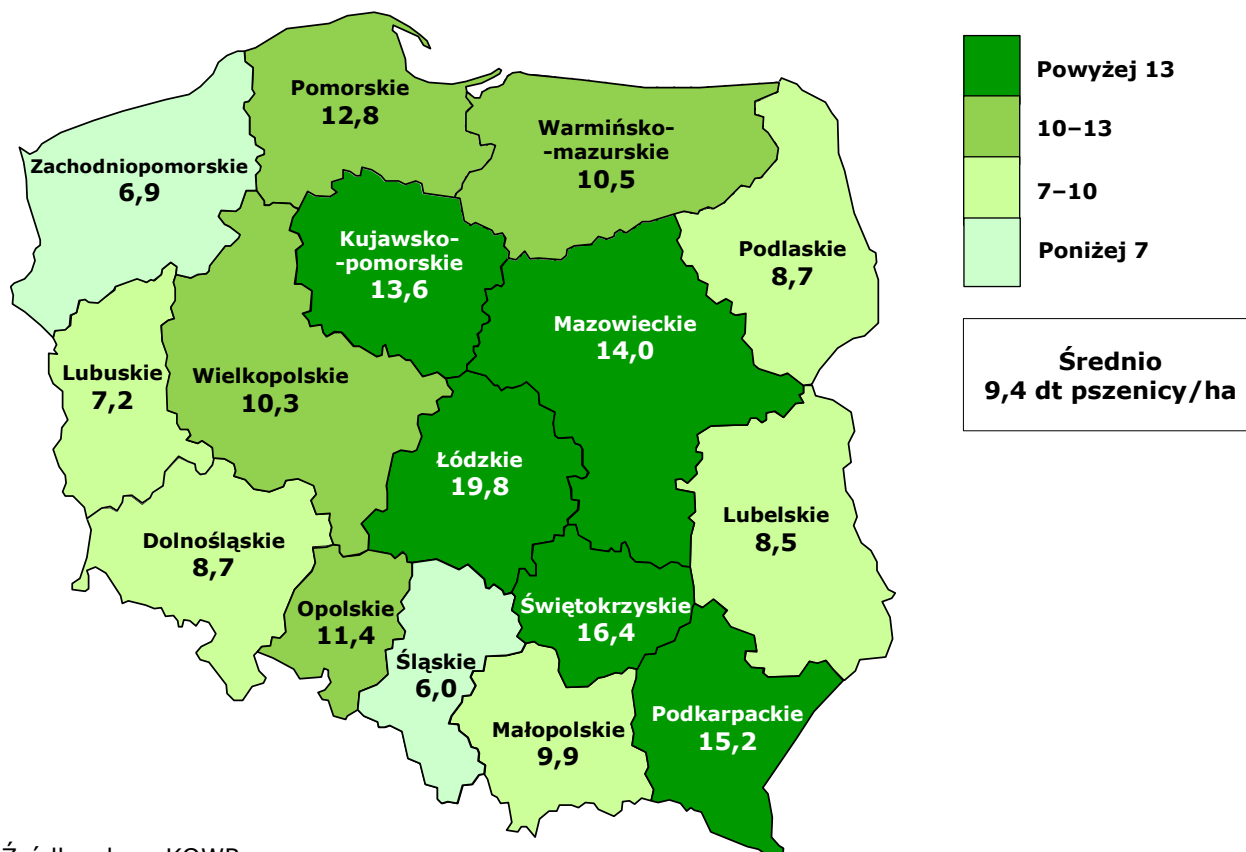 Pomorskie
12,8
Warmińsko-
-mazurskie
10,5
Zachodniopomorskie
6,9
Kujawsko-
-pomorskie
13,6
Podlaskie
8,7
Mazowieckie
14,0
Lubuskie
7,2
Wielkopolskie
10,3
Łódzkie
19,8
Lubelskie
8,5
Dolnośląskie
8,7
Opolskie
11,4
Świętokrzyskie
16,4
Śląskie
6,0
Małopolskie
9,9
Podkarpackie
15,2
Powyżej 13
10–13
7–10
Poniżej 7
Średnio
9,4 dt pszenicy/ha